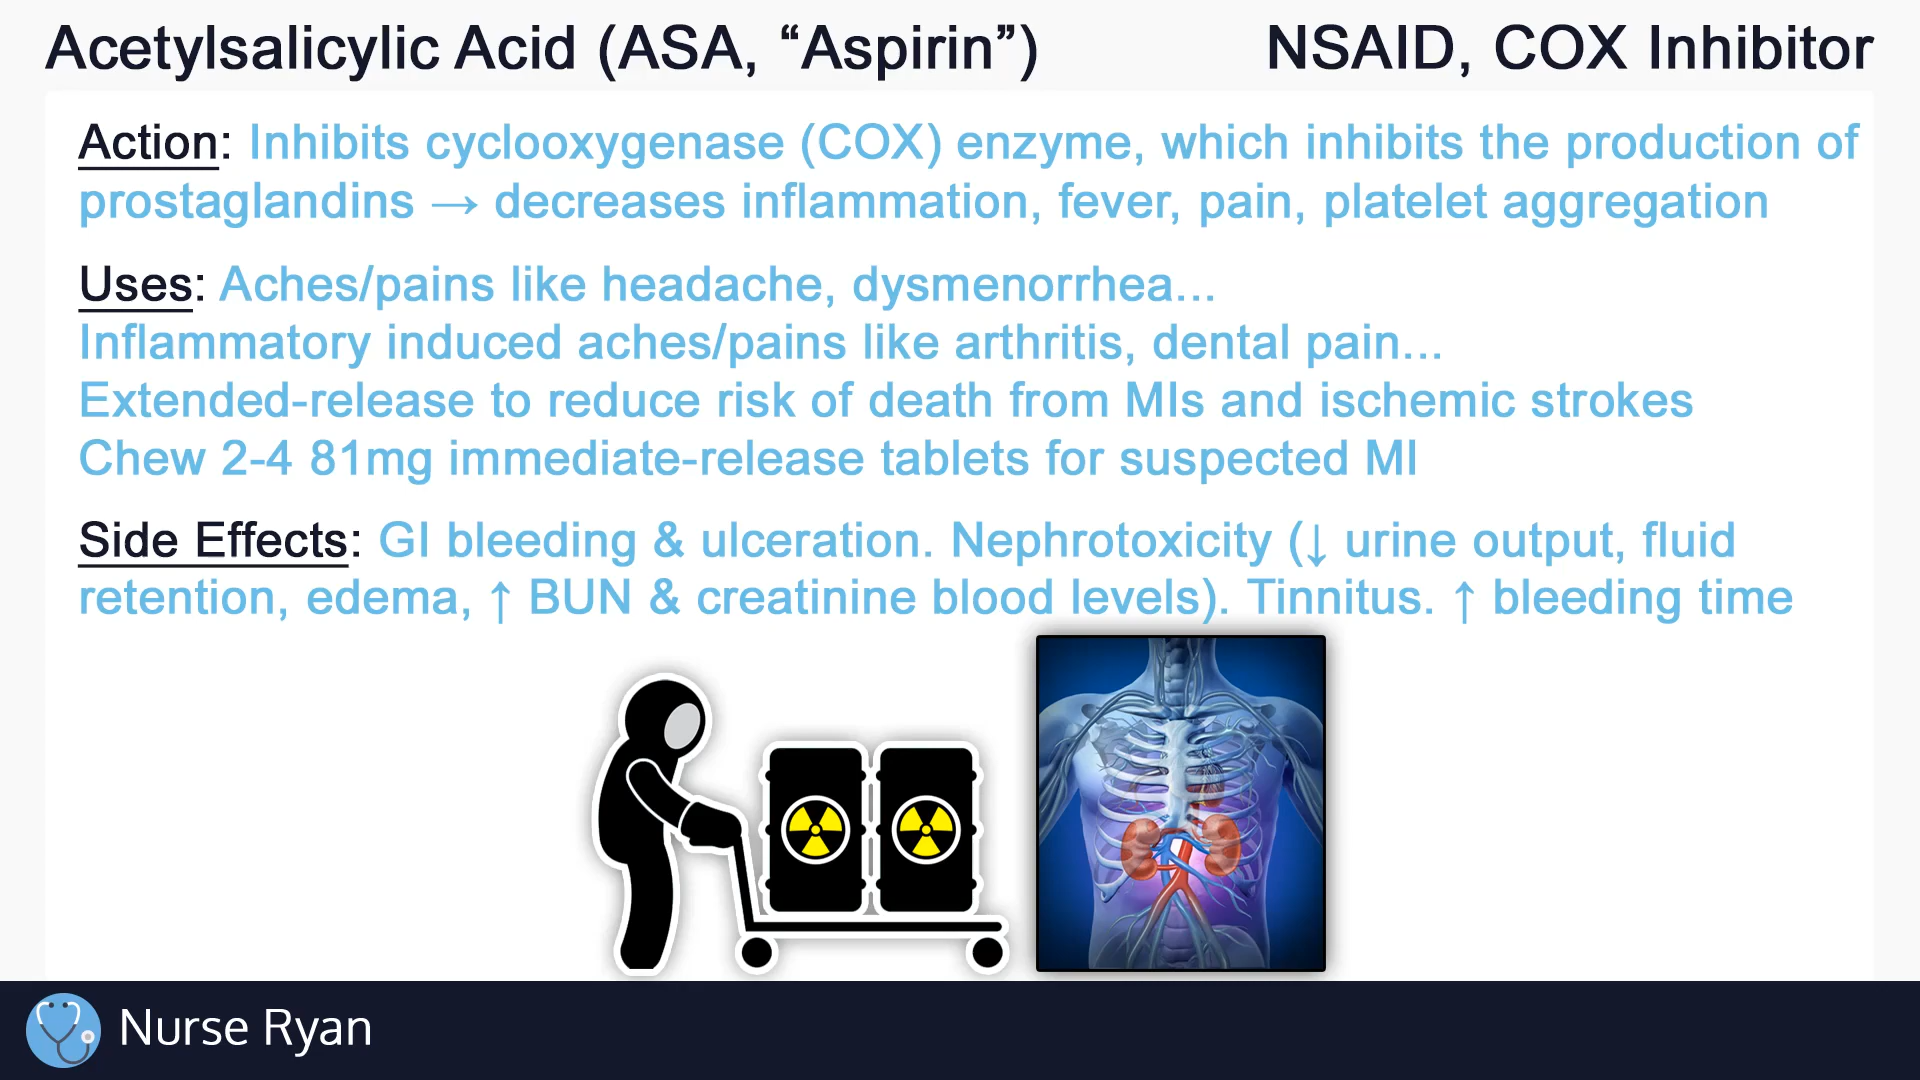 Acetylsalicylic Acid (ASA, “Aspirin”) NSAID, COX Inhibitor
Action: Inhibits cyclooxygenase (COX) enzyme, which inhibits the production of
prostaglandins → decreases inflammation, fever, pain, platelet aggregation
Uses: Aches/pains like headache, dysmenorrhea...
Inflammatory induced aches/pains like arthritis, dental pain...
Extended-release to reduce risk of death from MIs and ischemic strokes
Chew 2-4 81mg immediate-release tablets for suspected MI
Side Effects: GI bleeding & ulceration. Nephrotoxicity (↓ urine output, fluid
retention, edema, ↑ BUN & creatinine blood levels). Tinnitus. ↑ bleeding time
Nurse Ryan